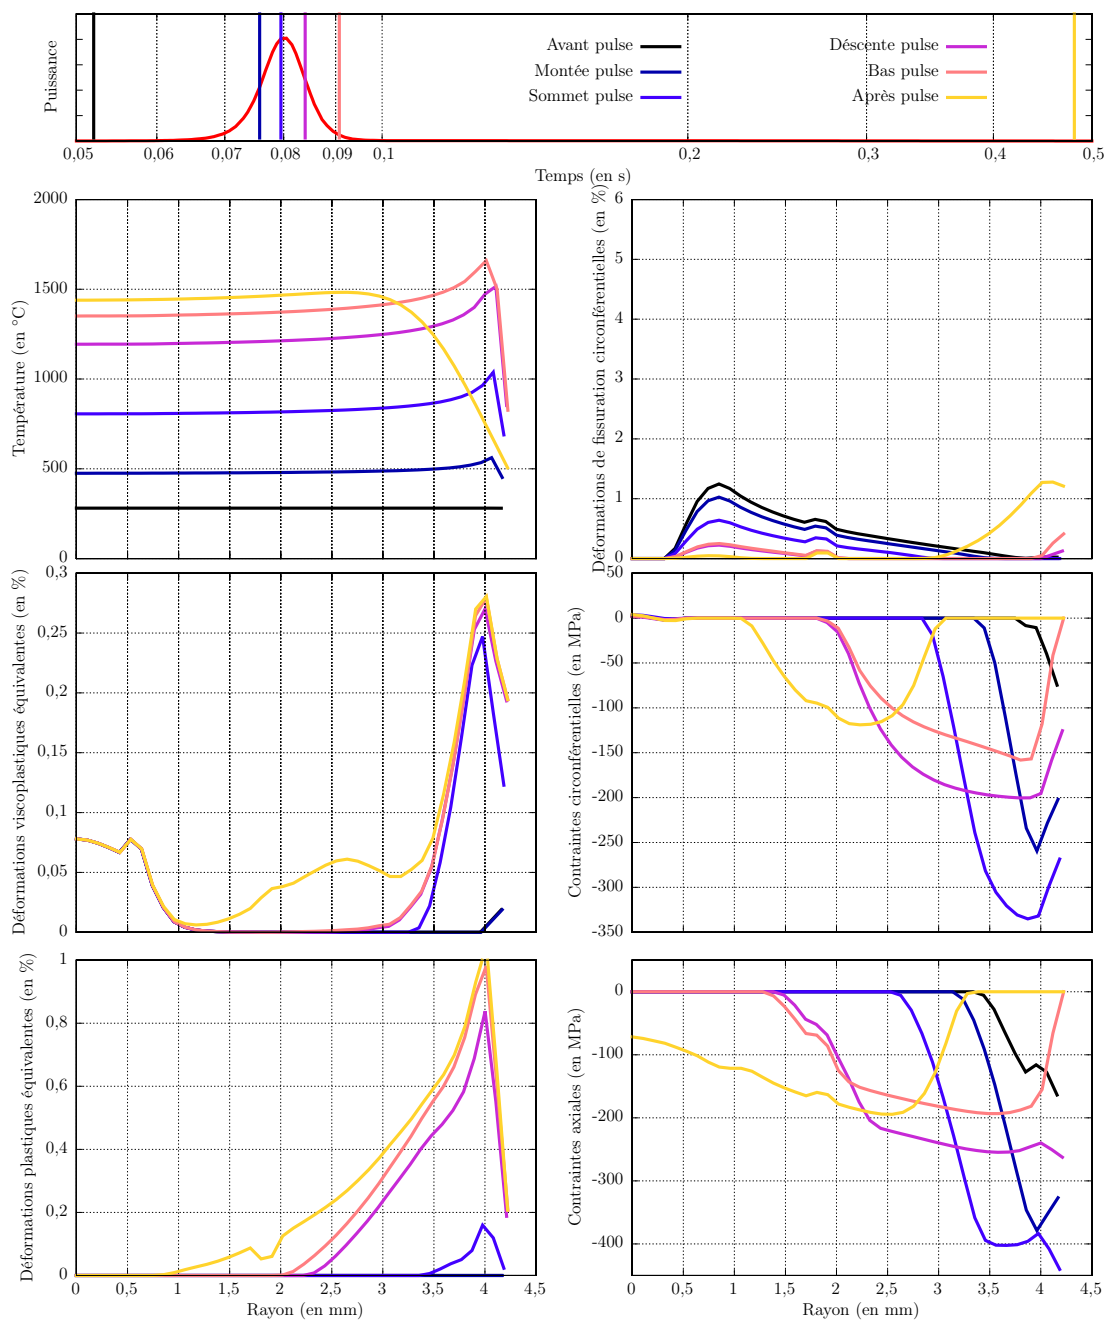 Puissance
Avant pulse
Montée pulse
Sommet pulse
Déscente pulse
Bas pulse
Après pulse
0,05 0,06 0,07 0,08 0,09 0,1 0,2 0,3 0,4 0,5
Temps (en s)
Température (en °C)
2000
1500
1000
500
0
Déformations de fissuration circonférentielles (en %)
6
5
4
3
2
1
0
Déformations viscoplastiques équivalentes (en %)
0,3
0,25
0,2
0,15
0,1
0,05
0
Contraintes circonférentielles (en MPa)
50
0
-50
-100
-150
-200
-250
-300
-350
Déformations plastiques équivalentes (en %)
1
0,8
0,6
0,4
0,2
0
0 0,5 1 1,5 2 2,5 3 3,5 4 4,5
Rayon (en mm)
Contraintes axiales (en MPa)
0
-100
-200
-300
-400
0 0,5 1 1,5 2 2,5 3 3,5 4 4,5
Rayon (en mm)